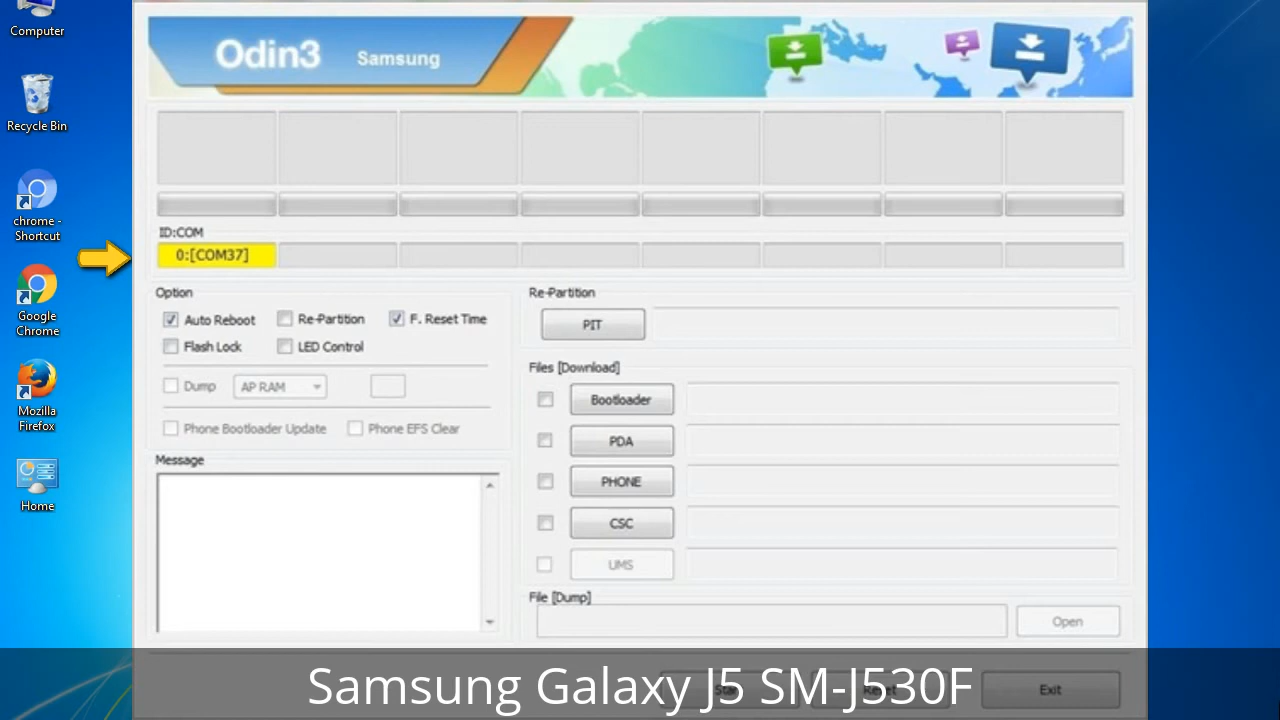 Computer
Recycle Bin
chrome -
Shortcut
Google
Chrome
Mozilla
Firefox
Home
Odin3 Samsung
ID:COM
0:[COM37]
Option
Auto Reboot
Re-Partition
F. Reset Time
Flash Lock
LED Control
Dump
AP RAM
Phone Bootloader Update
Phone EFS Clear
Message
Re-Partition
PIT
Files [Download]
Bootloader
PDA
PHONE
CSC
UMS
File [Dump]
Open
Start
Reset
Exit
Samsung Galaxy J5 SM-J530F